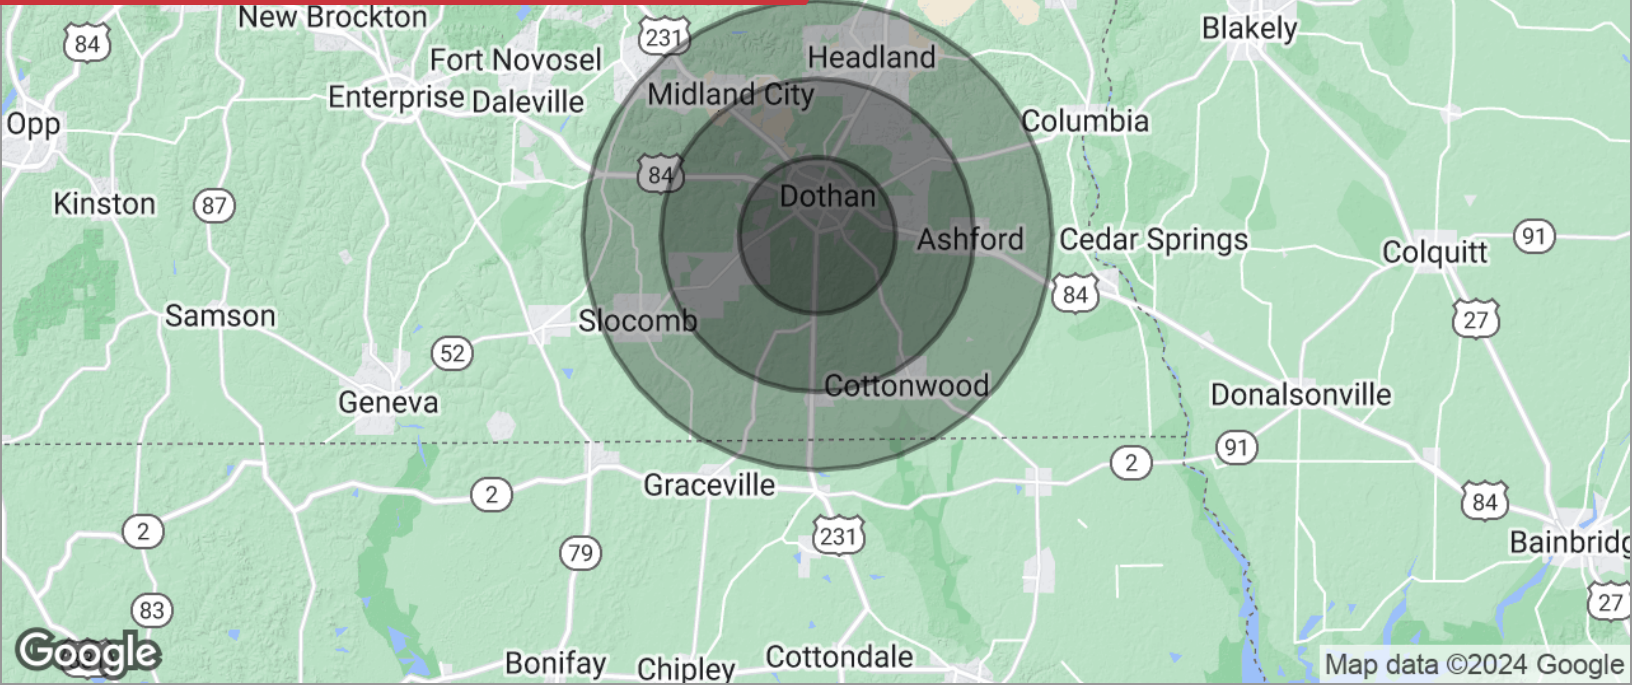 New Brockton
231
Blakely
84
Headland
Fort Novosel
Midland City
Enterprise
Daleville
Opp
Columbia
84
Dothan
Kinston
87
Ashford
Cedar Springs
91
Colquitt
84
Samson
Slocomb
27
52
Cottonwood
Geneva
Donalsonville
91
2
Graceville
2
84
2
231
Bainbridg
79
27
83
Google
Bonifay
Chipley
Cottondale
Map data ©2024 Google